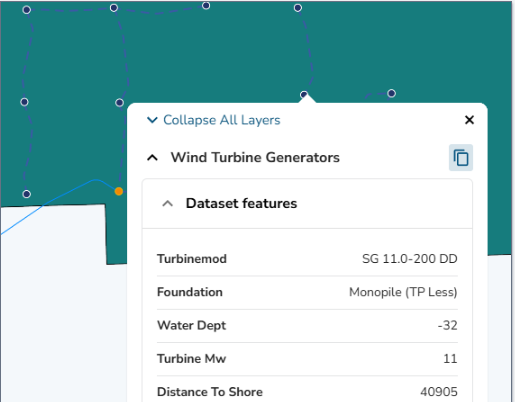 Collapse All Layers
Wind Turbine Generators
Dataset features
Turbinemod SG 11.0-200 DD
Foundation Monopile (TP Less)
Water Dept -32
Turbine Mw 11
Distance To Shore 40905